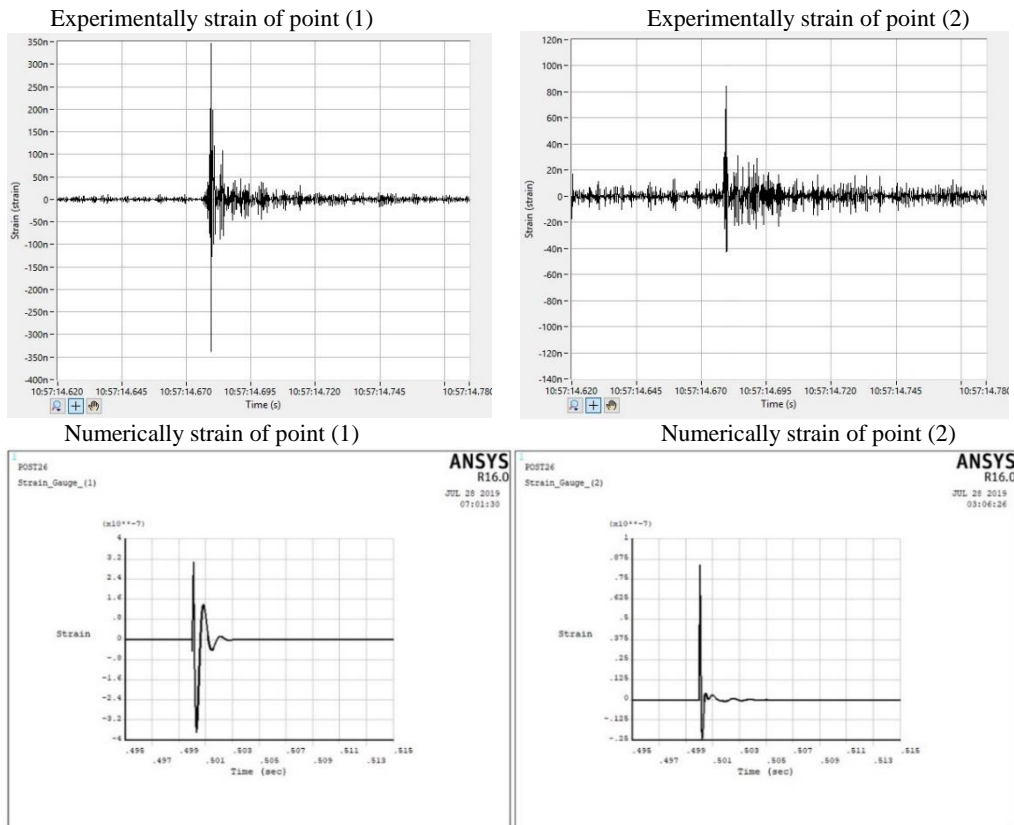 Experimentally strain of point (1)
Experimentally strain of point (2)
350n
300n
250n
200n
150n
100n
50n
0
-50n
-100n
-150n
-200n
-250n
-300n
-350n
-400n
Strain (strain)
10:57:14.620 10:57:14.645 10:57:14.670 10:57:14.695 10:57:14.720 10:57:14.745 10:57:14.780
Time (s)
120n
100n
80n
60n
40n
20n
0
-20n
-40n
-60n
-80n
-100n
-120n
-140n
Strain (strain)
10:57:14.620 10:57:14.645 10:57:14.670 10:57:14.695 10:57:14.720 10:57:14.745 10:57:14.780
Time (s)
Numerically strain of point (1)
Numerically strain of point (2)
1
POST26
Strain_Gauge_(1)
ANSYS
R16.0
JUL 28 2019
07:01:30
(x10**-7)
4
3.2
2.4
1.6
.8
0
-.8
-1.6
-2.4
-3.2
-4
Strain
.495 .499 .503 .507 .511 .515
.497 .501 .505 .509 .513
Time (sec)
1
POST26
Strain_Gauge_(2)
ANSYS
R16.0
JUL 28 2019
03:06:26
(x10**-7)
1
.875
.75
.625
.5
.375
.25
.125
0
-.125
-.25
Strain
.495 .499 .503 .507 .511 .515
.497 .501 .505 .509 .513
Time (sec)